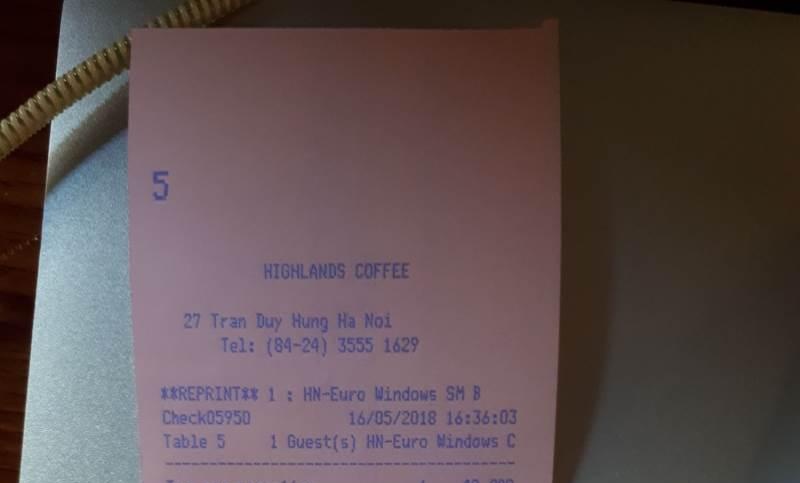 5
HIGHLANDS COFFEE
27 Tran Duy Hung Ha Noi
Tel: (84-24) 3555 1629
**REPRINT** 1 : HN-Euro Windows SM B
Check05950 16/05/2018 16:36:03
Table 5 1 Guest(s) HN-Euro Windows C
----------------------------------------